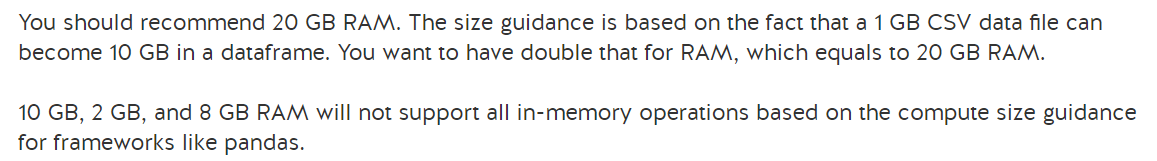 You should recommend 20 GB RAM. The size guidance is based on the fact that a 1 GB CSV data file can
become 10 GB in a dataframe. You want to have double that for RAM, which equals to 20 GB RAM.
10 GB, 2 GB, and 8 GB RAM will not support all in-memory operations based on the compute size guidance
for frameworks like pandas.